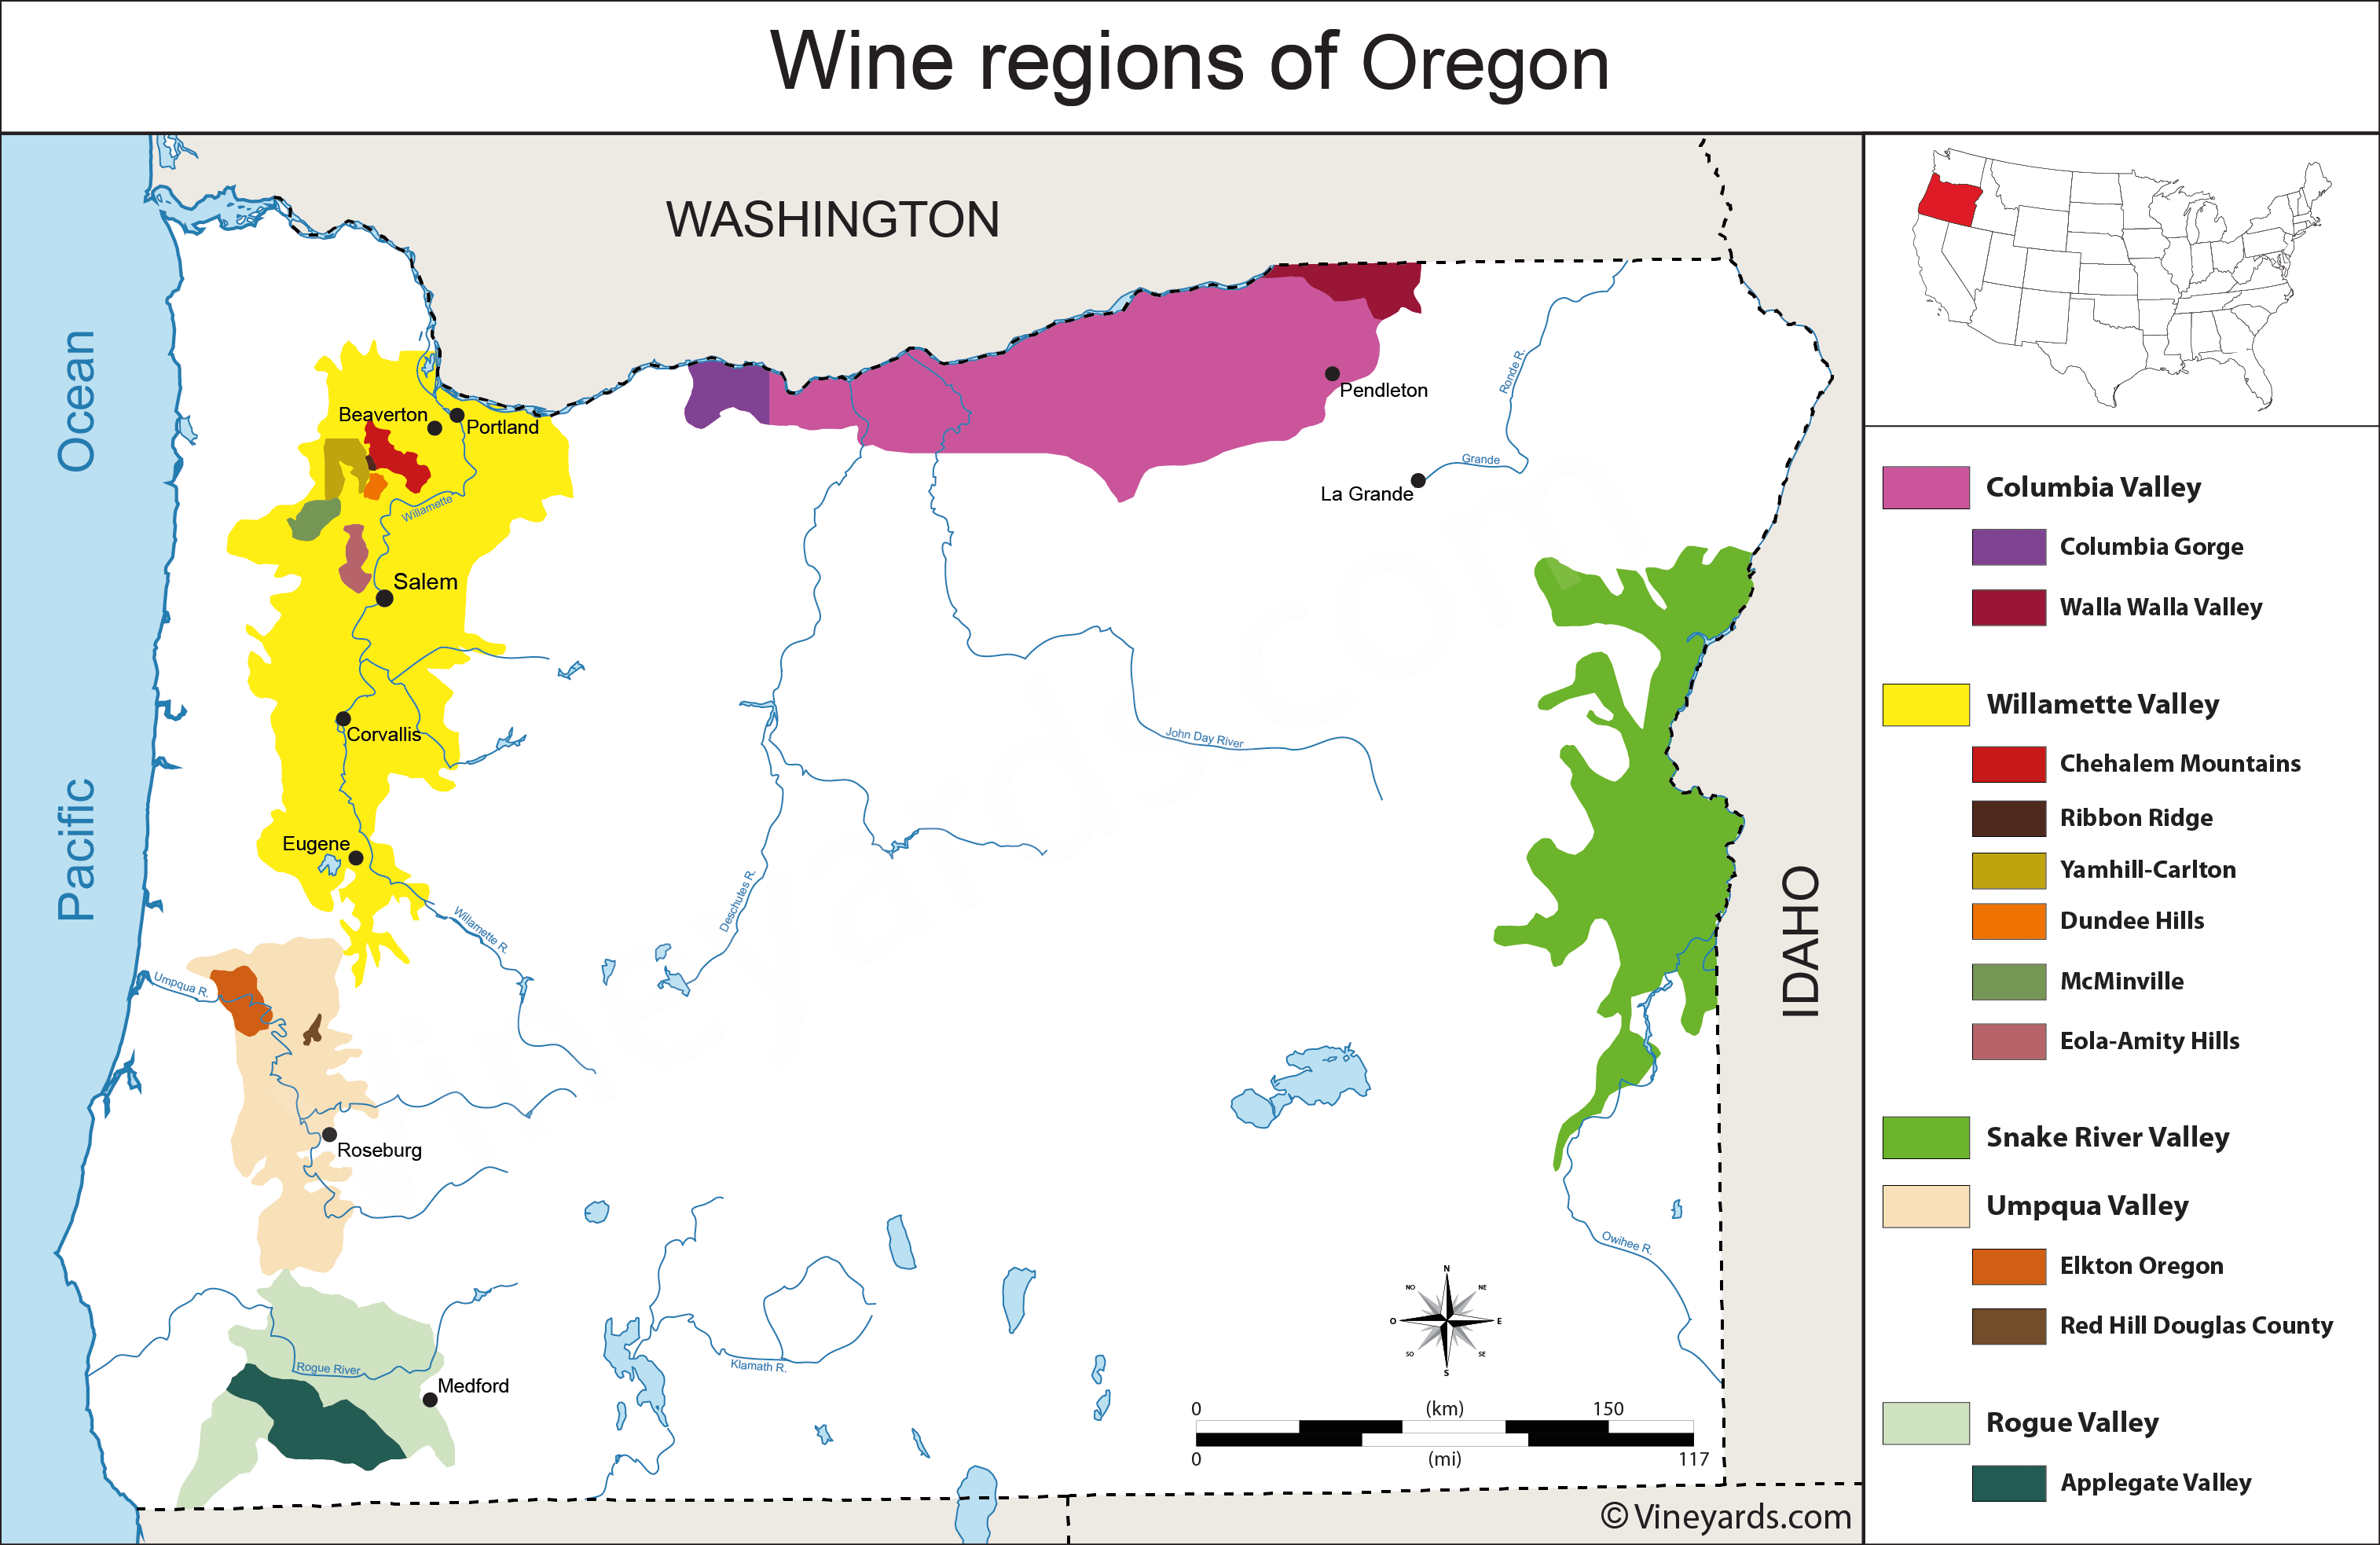 Wine regions of Oregon
WASHINGTON
Ocean
Pacific
IDAHO
Beaverton
Portland
Pendleton
La Grande
Ronde R.
Grande
Willamette
Salem
Corvallis
John Day River
Eugene
Willamette R.
Deschutes R.
Umpqua R.
Roseburg
Owihee R.
Rogue River
Klamath R.
Medford
N
NO
NE
O
E
SO
SE
S
0 (km) 150
0 (mi) 117
© Vineyards.com
Columbia Valley
Columbia Gorge
Walla Walla Valley
Willamette Valley
Chehalem Mountains
Ribbon Ridge
Yamhill-Carlton
Dundee Hills
McMinville
Eola-Amity Hills
Snake River Valley
Umpqua Valley
Elkton Oregon
Red Hill Douglas County
Rogue Valley
Applegate Valley